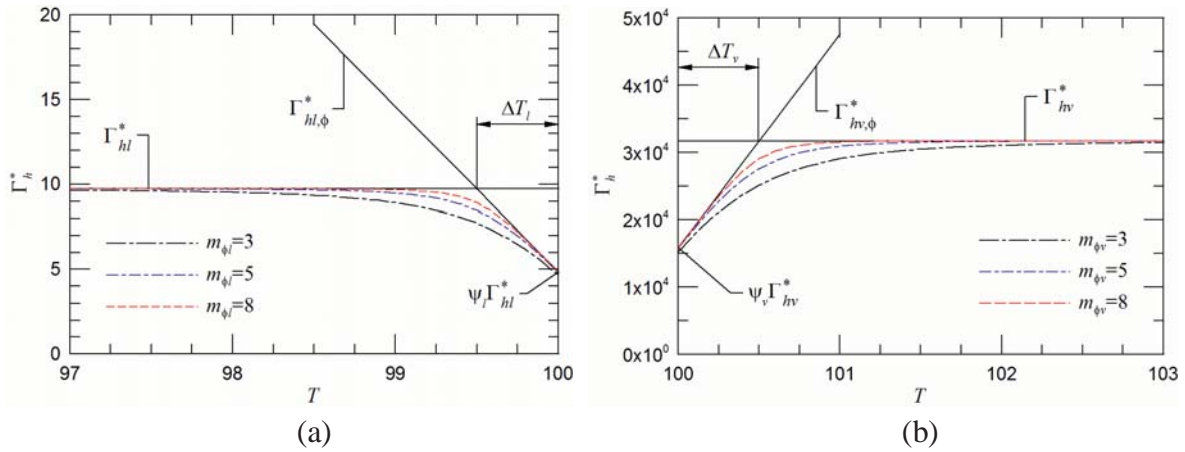 20
15
10
5
0
Γ*h
Γ*hl
Γ*hl,ϕ
ΔTl
mϕl=3
mϕl=5
mϕl=8
ψlΓ*hl
97
98
99
100
T
(a)
5x10⁴
4x10⁴
3x10⁴
2x10⁴
1x10⁴
0x10⁰
Γ*h
ΔTv
Γ*hv,ϕ
Γ*hv
mϕv=3
mϕv=5
mϕv=8
ψvΓ*hv
100
101
102
103
T
(b)